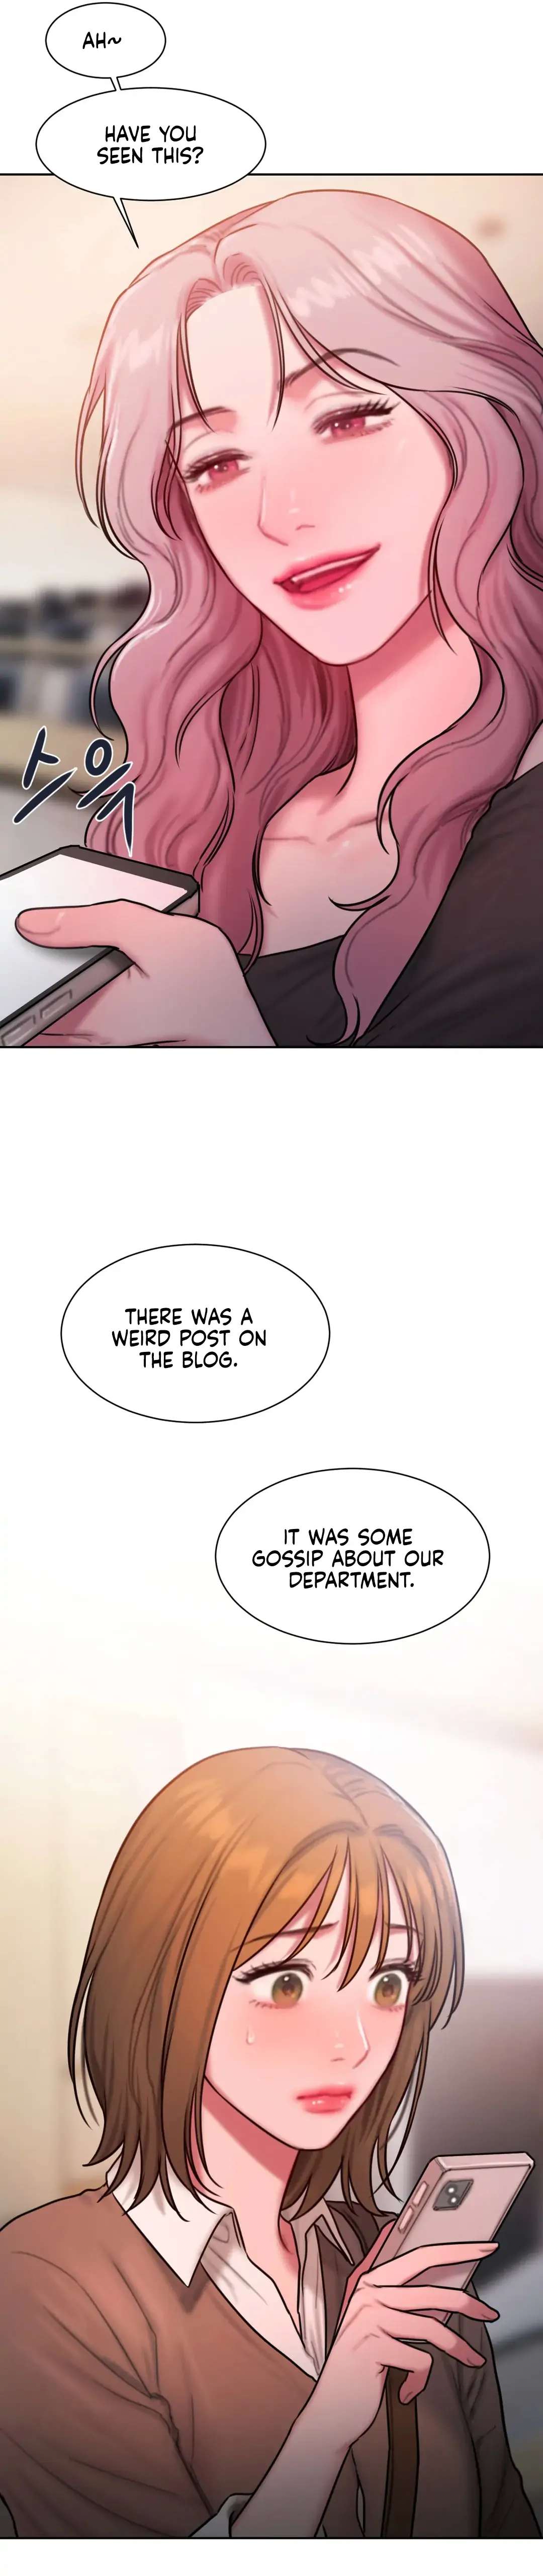 AH~
HAVE YOU
SEEN THIS?
스윽
THERE WAS A
WEIRD POST ON
THE BLOG.
IT WAS SOME
GOSSIP ABOUT OUR
DEPARTMENT.